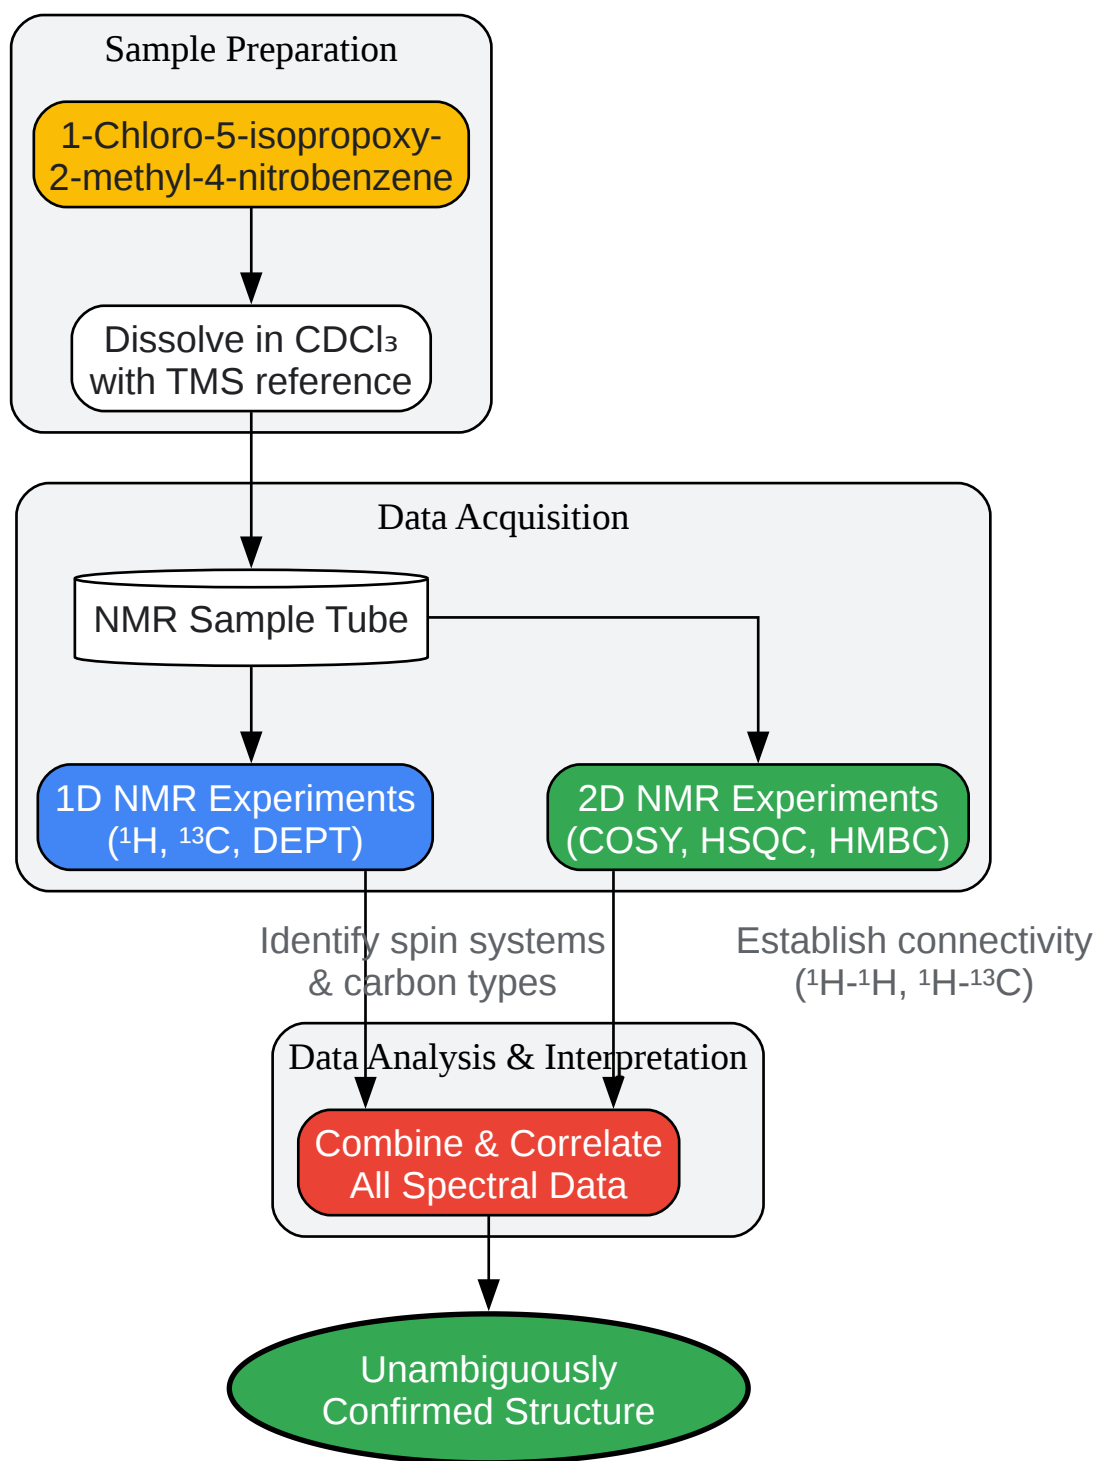 Sample Preparation
1-Chloro-5-isopropoxy-
2-methyl-4-nitrobenzene
Dissolve in CDCl₃
with TMS reference
Data Acquisition
NMR Sample Tube
1D NMR Experiments
(¹H, ¹³C, DEPT)
2D NMR Experiments
(COSY, HSQC, HMBC)
Identify spin systems
& carbon types
Establish connectivity
(¹H-¹H, ¹H-¹³C)
Data Analysis & Interpretation
Combine & Correlate
All Spectral Data
Unambiguously
Confirmed Structure